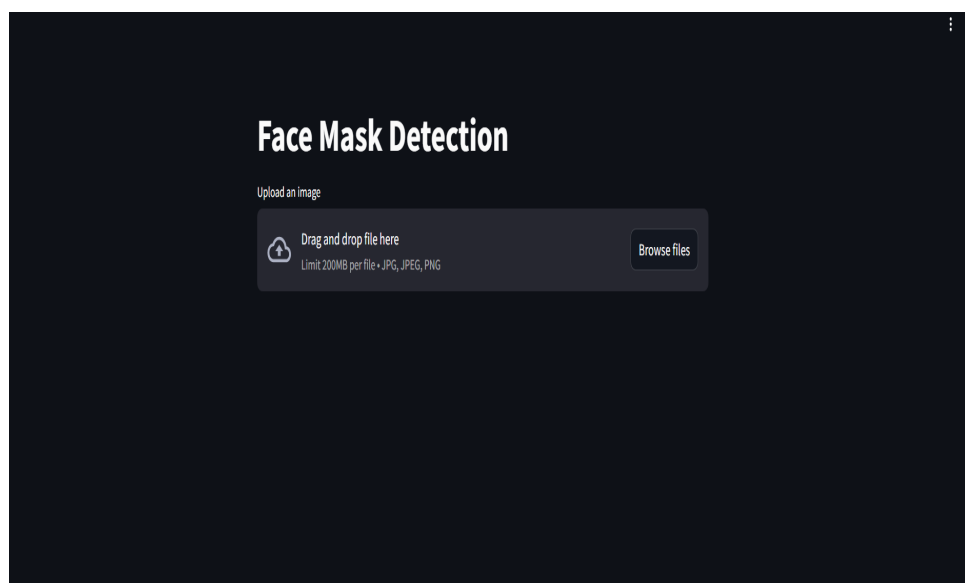 Face Mask Detection
Upload an image
Drag and drop file here
Limit 200MB per file • JPG, JPEG, PNG
Browse files